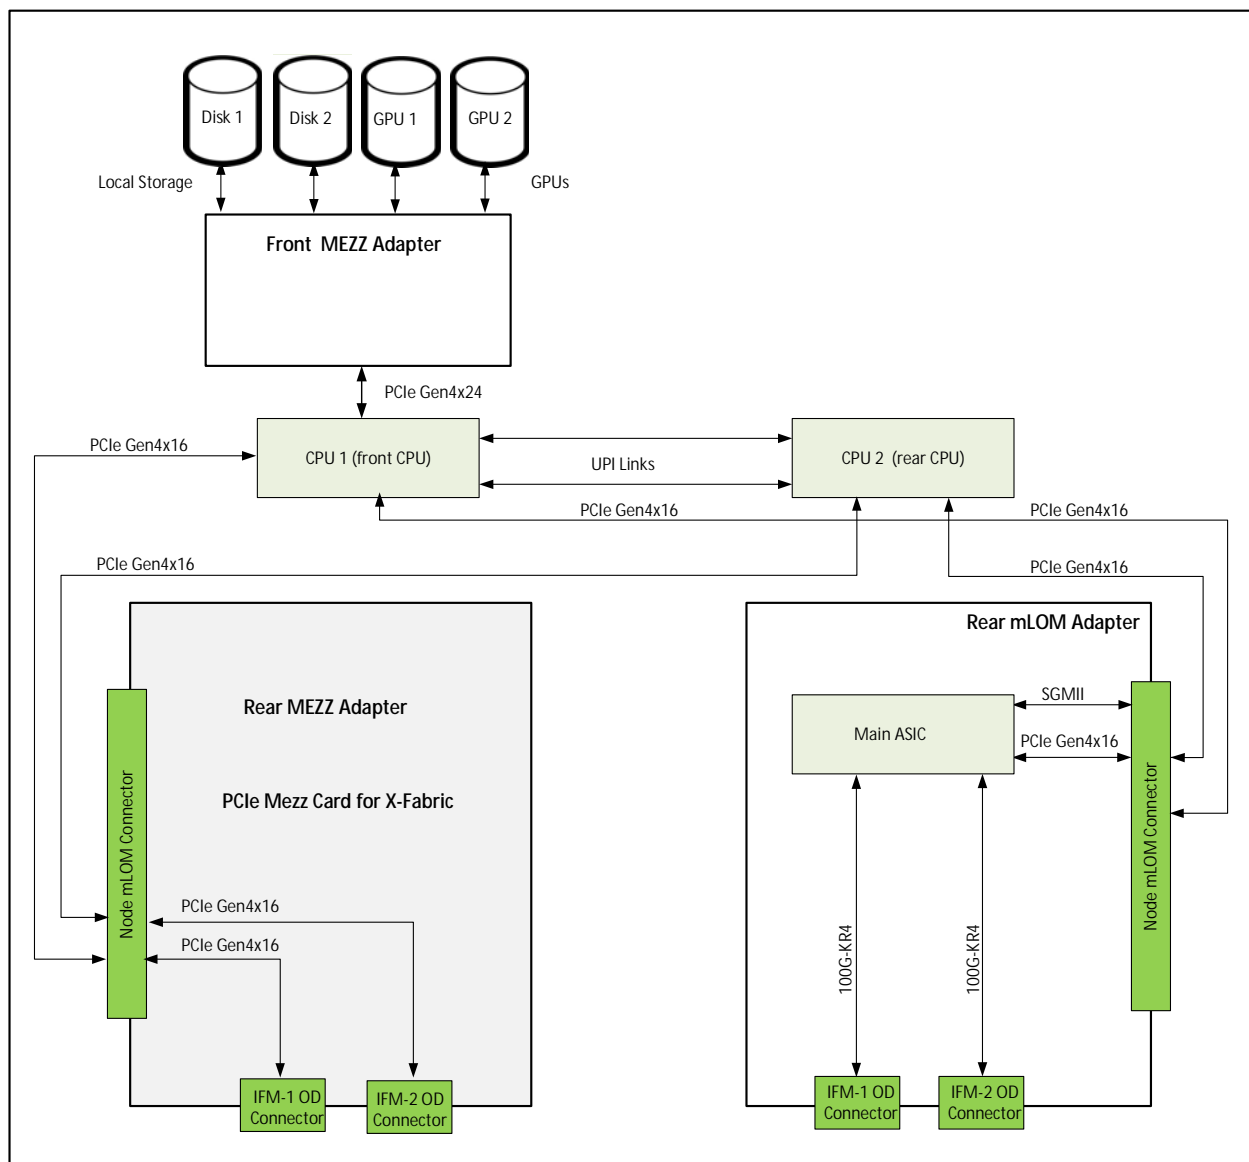 Disk 1
Disk 2
GPU 1
GPU 2
Local Storage
GPUs
Front MEZZ Adapter
PCIe Gen4x24
PCIe Gen4x16
CPU 1 (front CPU)
UPI Links
CPU 2 (rear CPU)
PCIe Gen4x16
PCIe Gen4x16
PCIe Gen4x16
PCIe Gen4x16
Rear MEZZ Adapter
PCIe Mezz Card for X-Fabric
Node mLOM Connector
PCIe Gen4x16
PCIe Gen4x16
IFM-1 OD
Connector
IFM-2 OD
Connector
Rear mLOM Adapter
SGMII
Main ASIC
PCIe Gen4x16
Node mLOM Connector
100G-KR4
100G-KR4
IFM-1 OD
Connector
IFM-2 OD
Connector